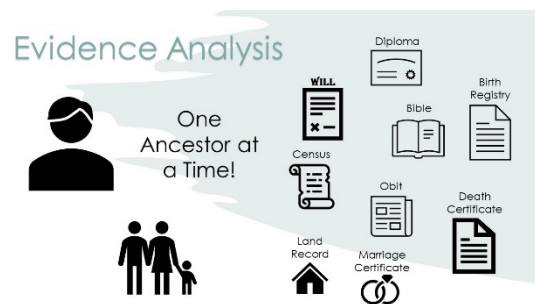 Evidence Analysis
One
Ancestor at
a Time!
Diploma
WILL
Birth
Registry
Bible
Census
Obit
Death
Certificate
Land
Record
Marriage
Certificate